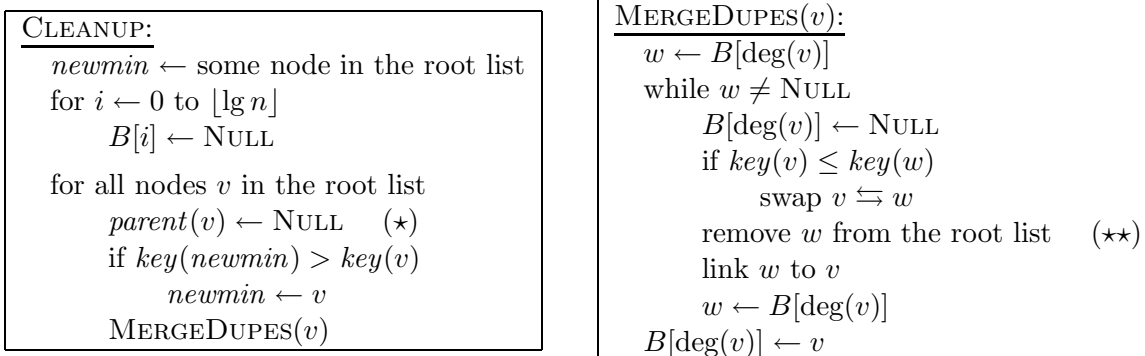 CLEANUP:
newmin ← some node in the root list
for i ← 0 to ⌊lg n⌋
B[i] ← NULL
for all nodes v in the root list
parent(v) ← NULL (⋆)
if key(newmin) > key(v)
newmin ← v
MERGEDUPES(v)
MERGEDUPES(v):
w ← B[deg(v)]
while w ≠ NULL
B[deg(v)] ← NULL
if key(v) ≤ key(w)
swap v ⇆ w
remove w from the root list (⋆⋆)
link w to v
w ← B[deg(v)]
B[deg(v)] ← v